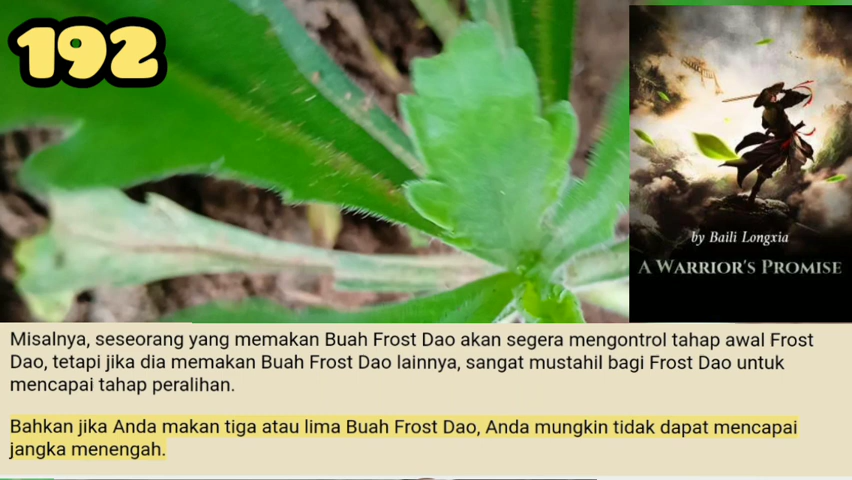 192
by Baili Longxia
A WARRIOR'S PROMISE
Misalnya, seseorang yang memakan Buah Frost Dao akan segera mengontrol tahap awal Frost
Dao, tetapi jika dia memakan Buah Frost Dao lainnya, sangat mustahil bagi Frost Dao untuk
mencapai tahap peralihan.
Bahkan jika Anda makan tiga atau lima Buah Frost Dao, Anda mungkin tidak dapat mencapai
jangka menengah.